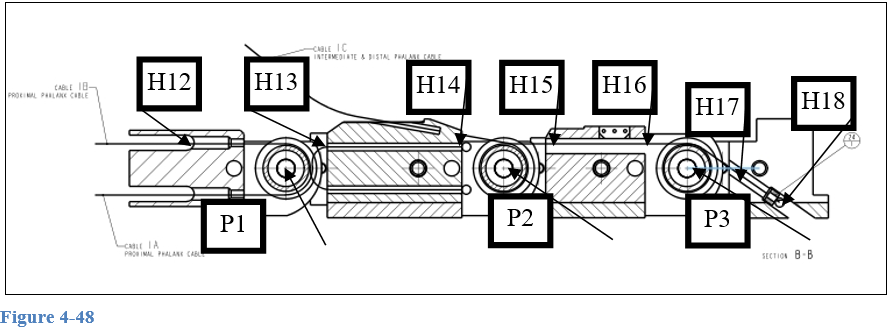 CABLE 1C
INTERMEDIATE & DISTAL PHALANX CABLE
H12
H13
H14
H15
H16
H17
H18
CABLE 1B
PROXIMAL PHALANX CABLE
24
1
P1
P2
P3
CABLE 1A
PROXIMAL PHALANX CABLE
SECTION B-B
Figure 4-48